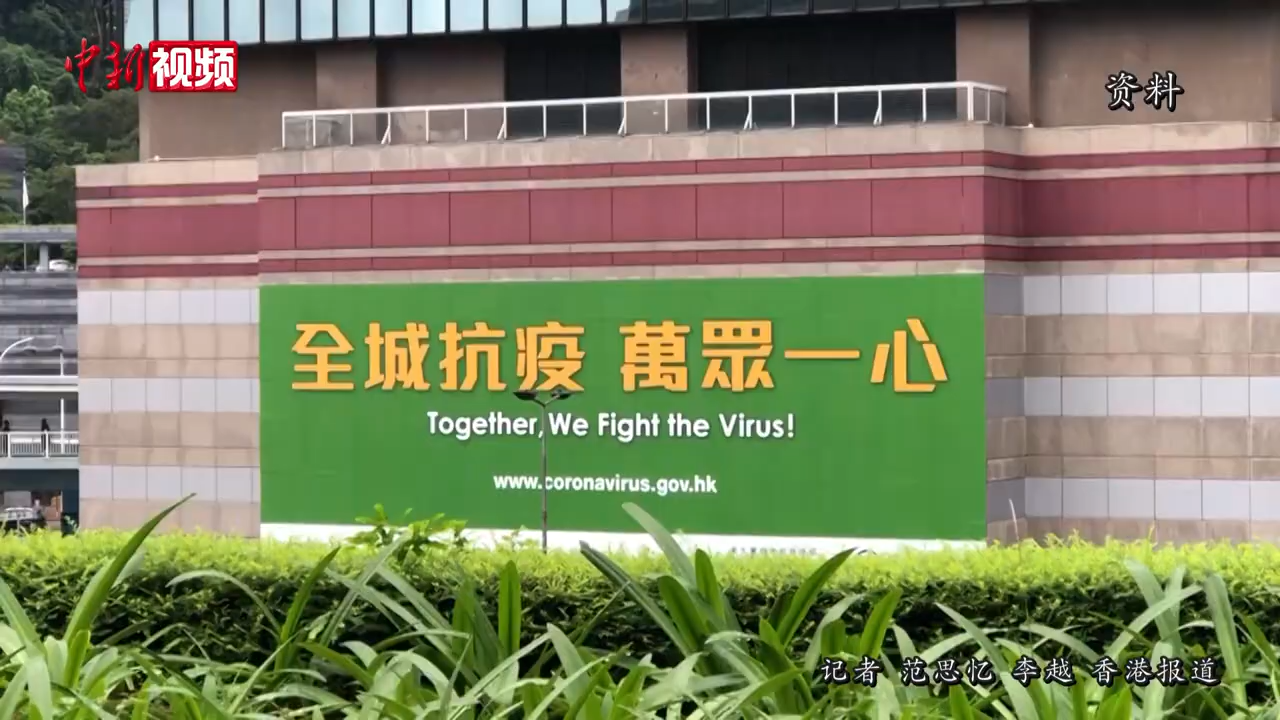 中新视频
资料
全城抗疫 萬眾一心
Together, We Fight the Virus!
www.coronavirus.gov.hk
记者 范思忆 李越 香港报道